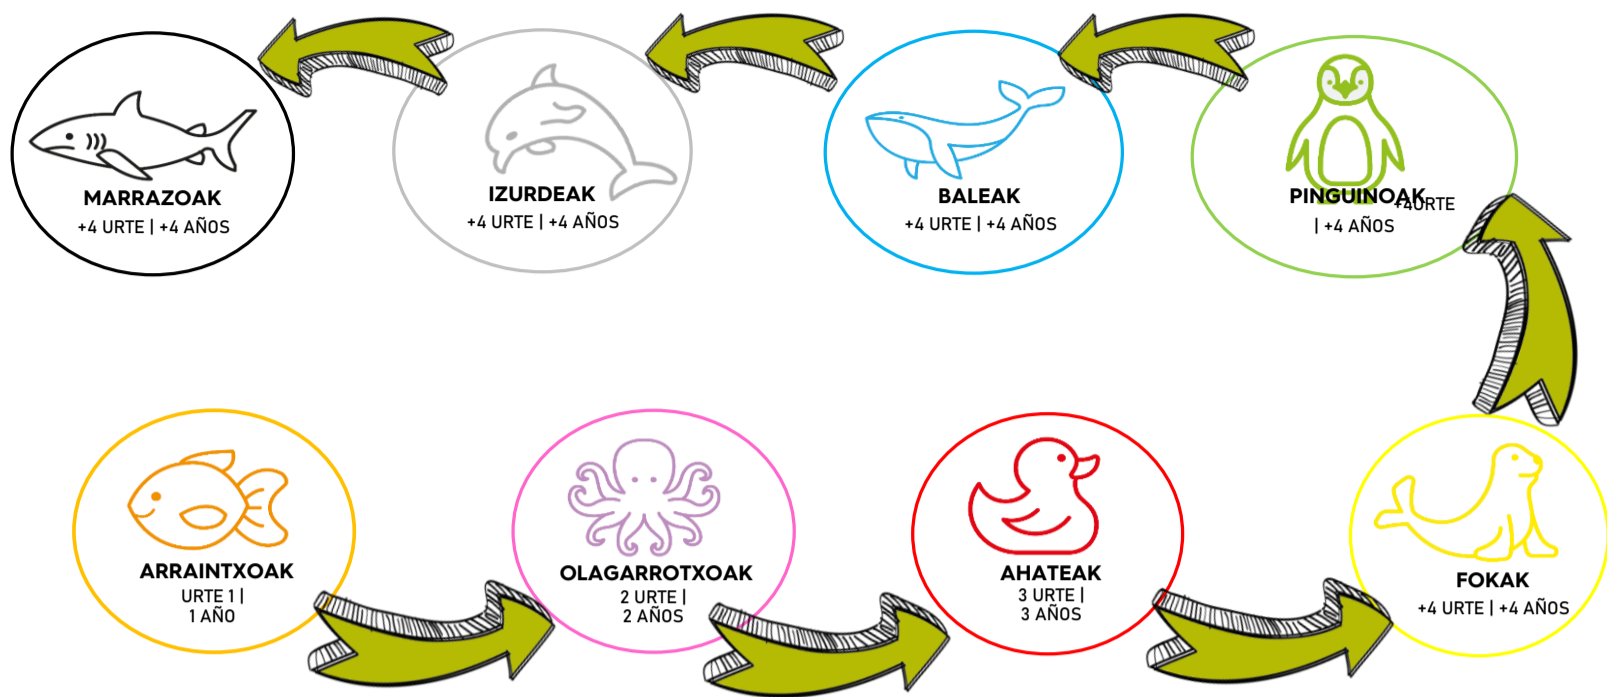 MARRAZOAK
+4 URTE | +4 AÑOS
IZURDEAK
+4 URTE | +4 AÑOS
BALEAK
+4 URTE | +4 AÑOS
PINGUINOAK
+4URTE
| +4 AÑOS
ARRAINTXOAK
URTE 1 |
1 AÑO
OLAGARROTXOAK
2 URTE |
2 AÑOS
AHATEAK
3 URTE |
3 AÑOS
FOKAK
+4 URTE | +4 AÑOS